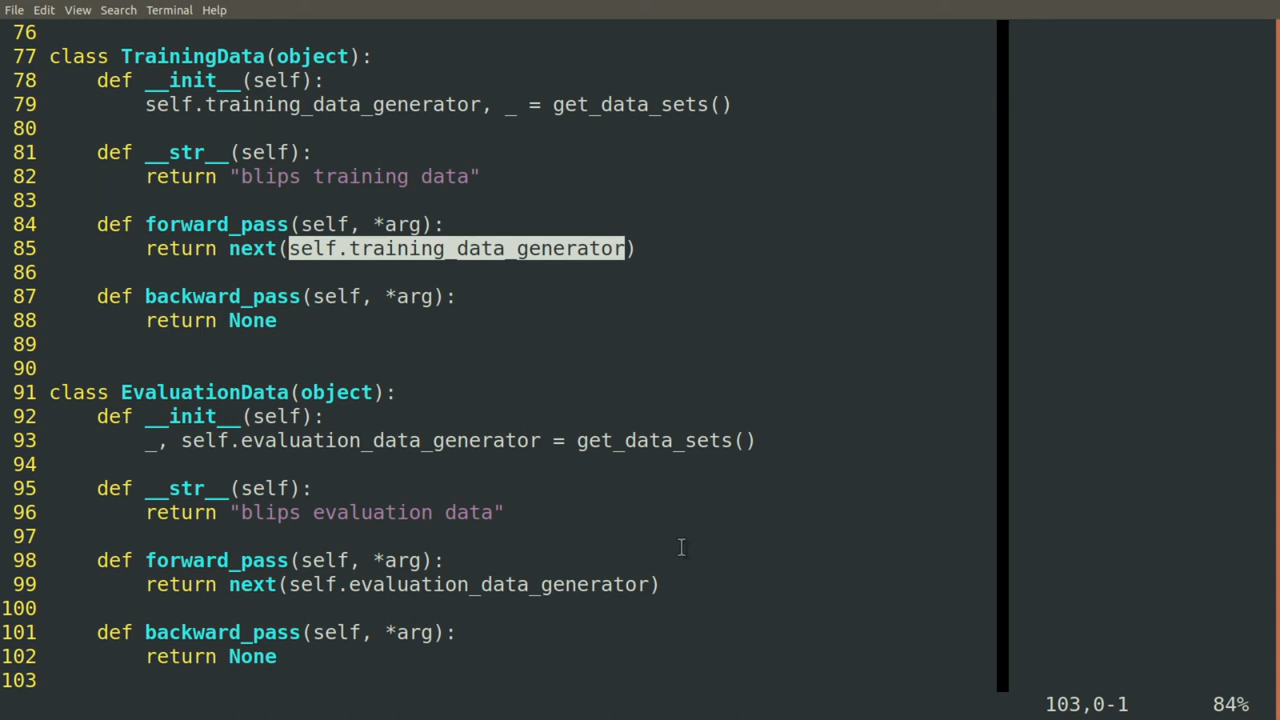 File Edit View Search Terminal Help
76
77 class TrainingData(object):
78     def __init__(self):
79         self.training_data_generator, _ = get_data_sets()
80
81     def __str__(self):
82         return "blips training data"
83
84     def forward_pass(self, *arg):
85         return next(self.training_data_generator)
86
87     def backward_pass(self, *arg):
88         return None
89
90
91 class EvaluationData(object):
92     def __init__(self):
93         _, self.evaluation_data_generator = get_data_sets()
94
95     def __str__(self):
96         return "blips evaluation data"
97
98     def forward_pass(self, *arg):
99         return next(self.evaluation_data_generator)
100
101     def backward_pass(self, *arg):
102         return None
103
103,0-1 84%